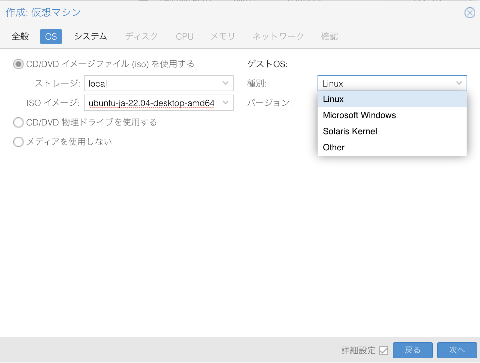 作成: 仮想マシン
全般 OS システム ディスク CPU メモリ ネットワーク 確認
CD/DVD イメージファイル (iso) を使用する
ストレージ: local
ISO イメージ: ubuntu-ja-22.04-desktop-amd64
CD/DVD 物理ドライブを使用する
メディアを使用しない
ゲストOS:
種別: Linux
バージョン
Linux
Microsoft Windows
Solaris Kernel
Other
詳細設定 戻る 次へ